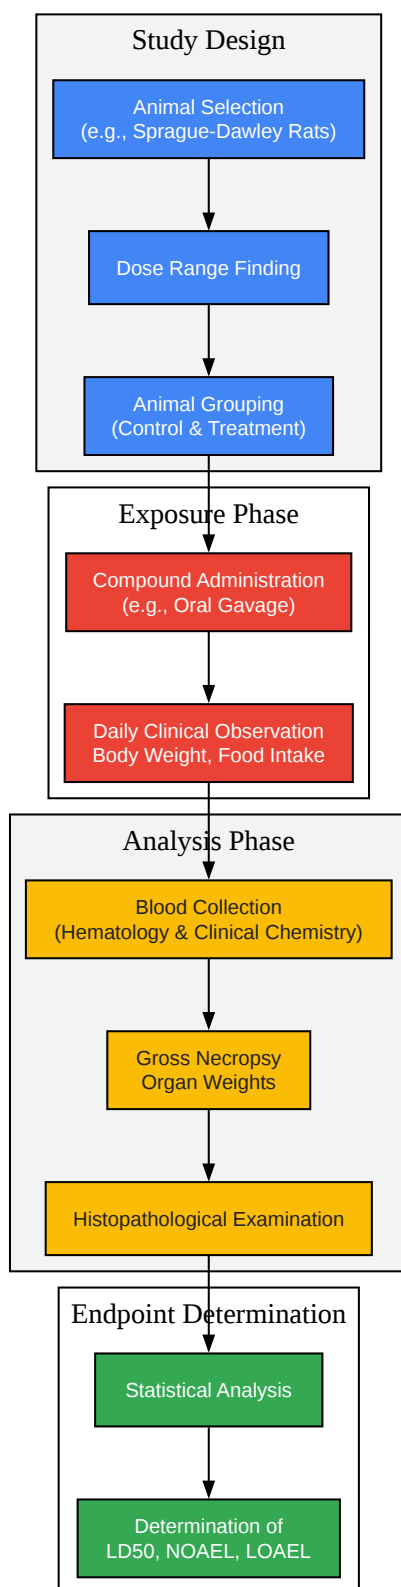 Study Design
Animal Selection
(e.g., Sprague-Dawley Rats)
Dose Range Finding
Animal Grouping
(Control & Treatment)
Exposure Phase
Compound Administration
(e.g., Oral Gavage)
Daily Clinical Observation
Body Weight, Food Intake
Analysis Phase
Blood Collection
(Hematology & Clinical Chemistry)
Gross Necropsy
Organ Weights
Histopathological Examination
Endpoint Determination
Statistical Analysis
Determination of
LD50, NOAEL, LOAEL